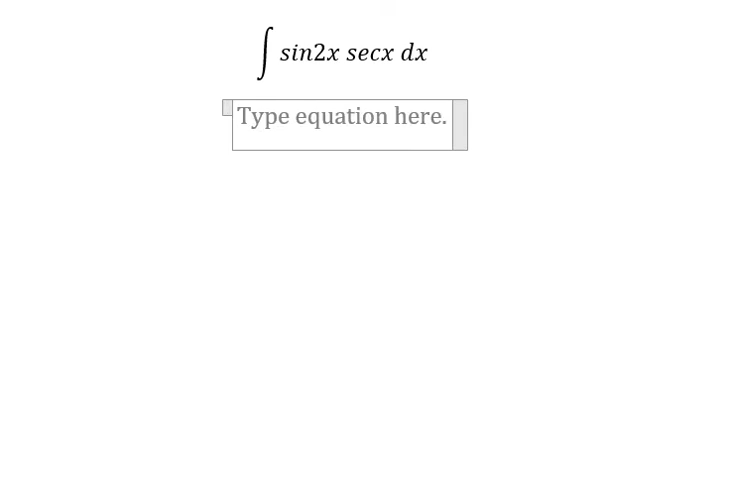 ∫ sin2x secx dx
Type equation here.